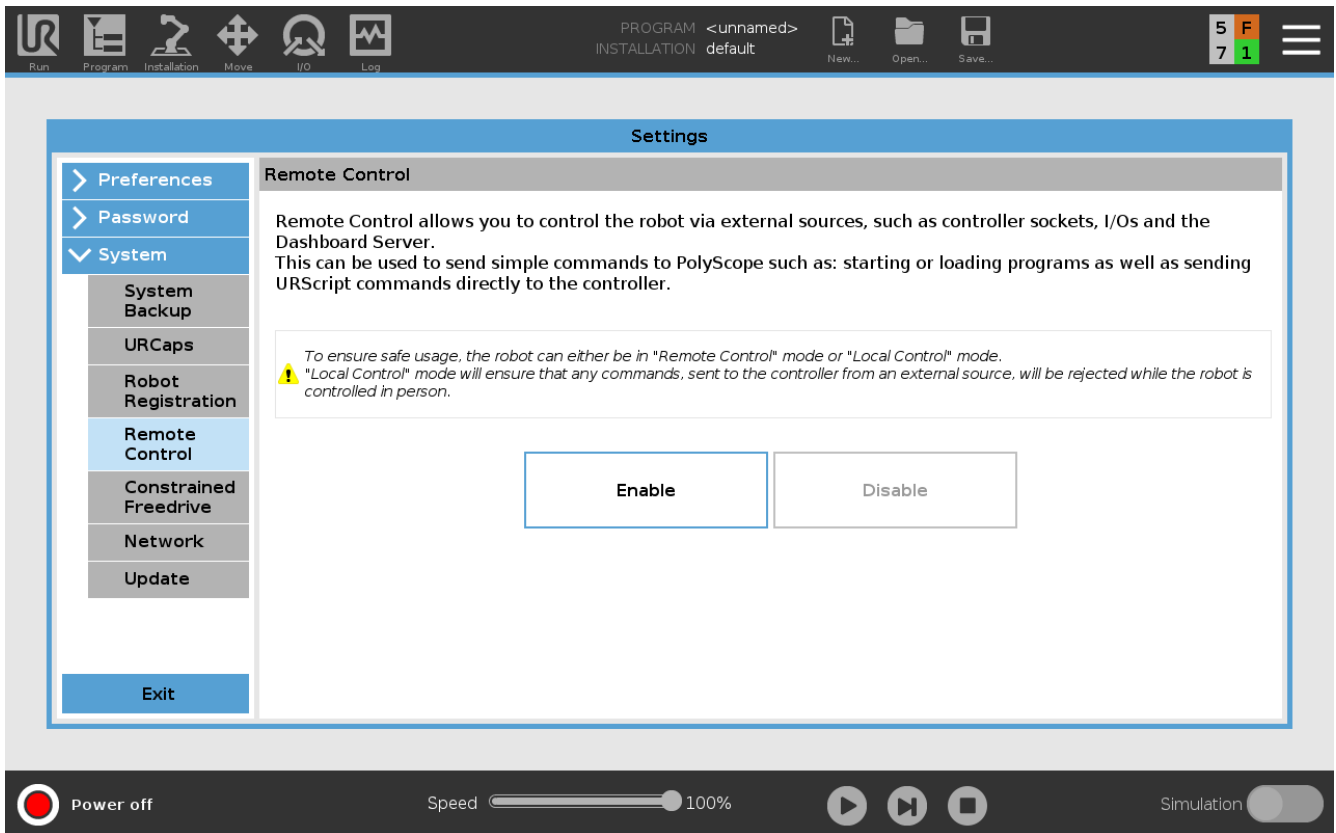 UR
Run
Program
Installation
Move
I/O
Log
PROGRAM <unnamed>
INSTALLATION default
New...
Open...
Save...
5 F
7 1
Settings
Preferences
Password
System
System
Backup
URCaps
Robot
Registration
Remote
Control
Constrained
Freedrive
Network
Update
Exit
Remote Control
Remote Control allows you to control the robot via external sources, such as controller sockets, I/Os and the
Dashboard Server.
This can be used to send simple commands to PolyScope such as: starting or loading programs as well as sending
URScript commands directly to the controller.
To ensure safe usage, the robot can either be in "Remote Control" mode or "Local Control" mode.
"Local Control" mode will ensure that any commands, sent to the controller from an external source, will be rejected while the robot is
controlled in person.
Enable
Disable
Power off
Speed 100%
Simulation